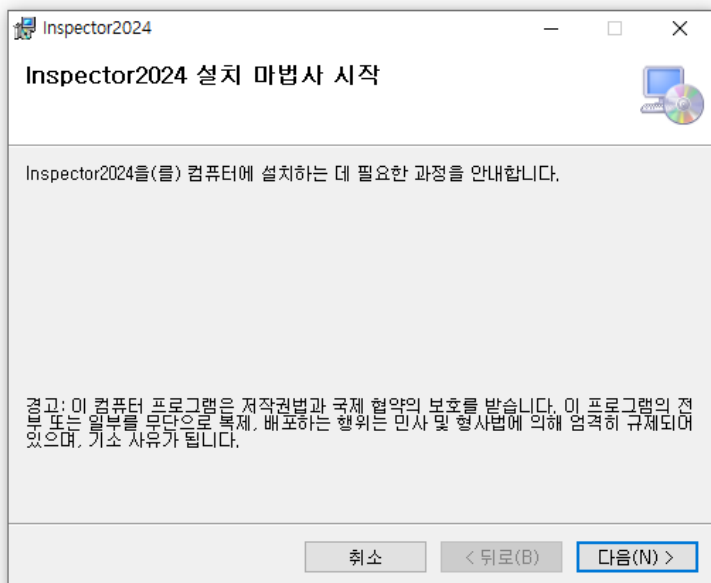 Inspector2024
Inspector2024 설치 마법사 시작
Inspector2024을(를) 컴퓨터에 설치하는 데 필요한 과정을 안내합니다.
경고: 이 컴퓨터 프로그램은 저작권법과 국제 협약의 보호를 받습니다. 이 프로그램의 전
부 또는 일부를 무단으로 복제, 배포하는 행위는 민사 및 형사법에 의해 엄격히 규제되어
있으며, 기소 사유가 됩니다.
취소
< 뒤로(B)
다음(N) >